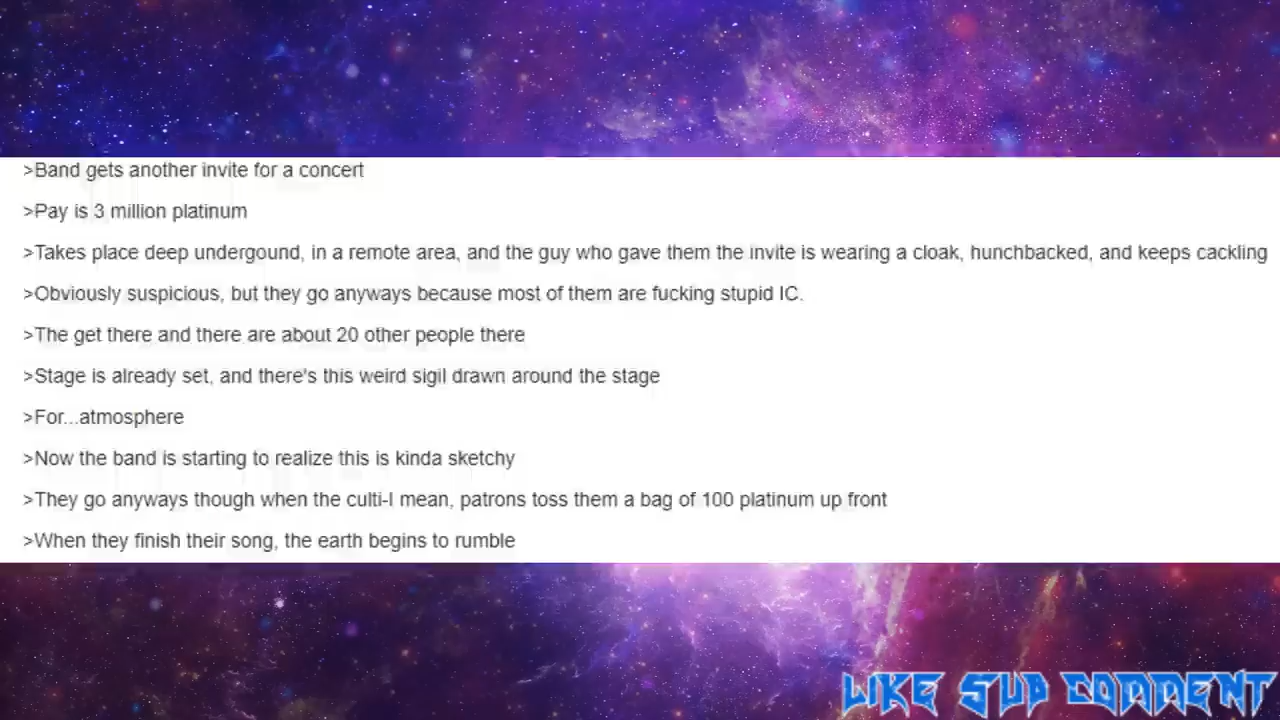 >Band gets another invite for a concert
>Pay is 3 million platinum
>Takes place deep undergound, in a remote area, and the guy who gave them the invite is wearing a cloak, hunchbacked, and keeps cackling
>Obviously suspicious, but they go anyways because most of them are fucking stupid IC.
>The get there and there are about 20 other people there
>Stage is already set, and there's this weird sigil drawn around the stage
>For...atmosphere
>Now the band is starting to realize this is kinda sketchy
>They go anyways though when the culti-I mean, patrons toss them a bag of 100 platinum up front
>When they finish their song, the earth begins to rumble
LIKE SUB COMMENT